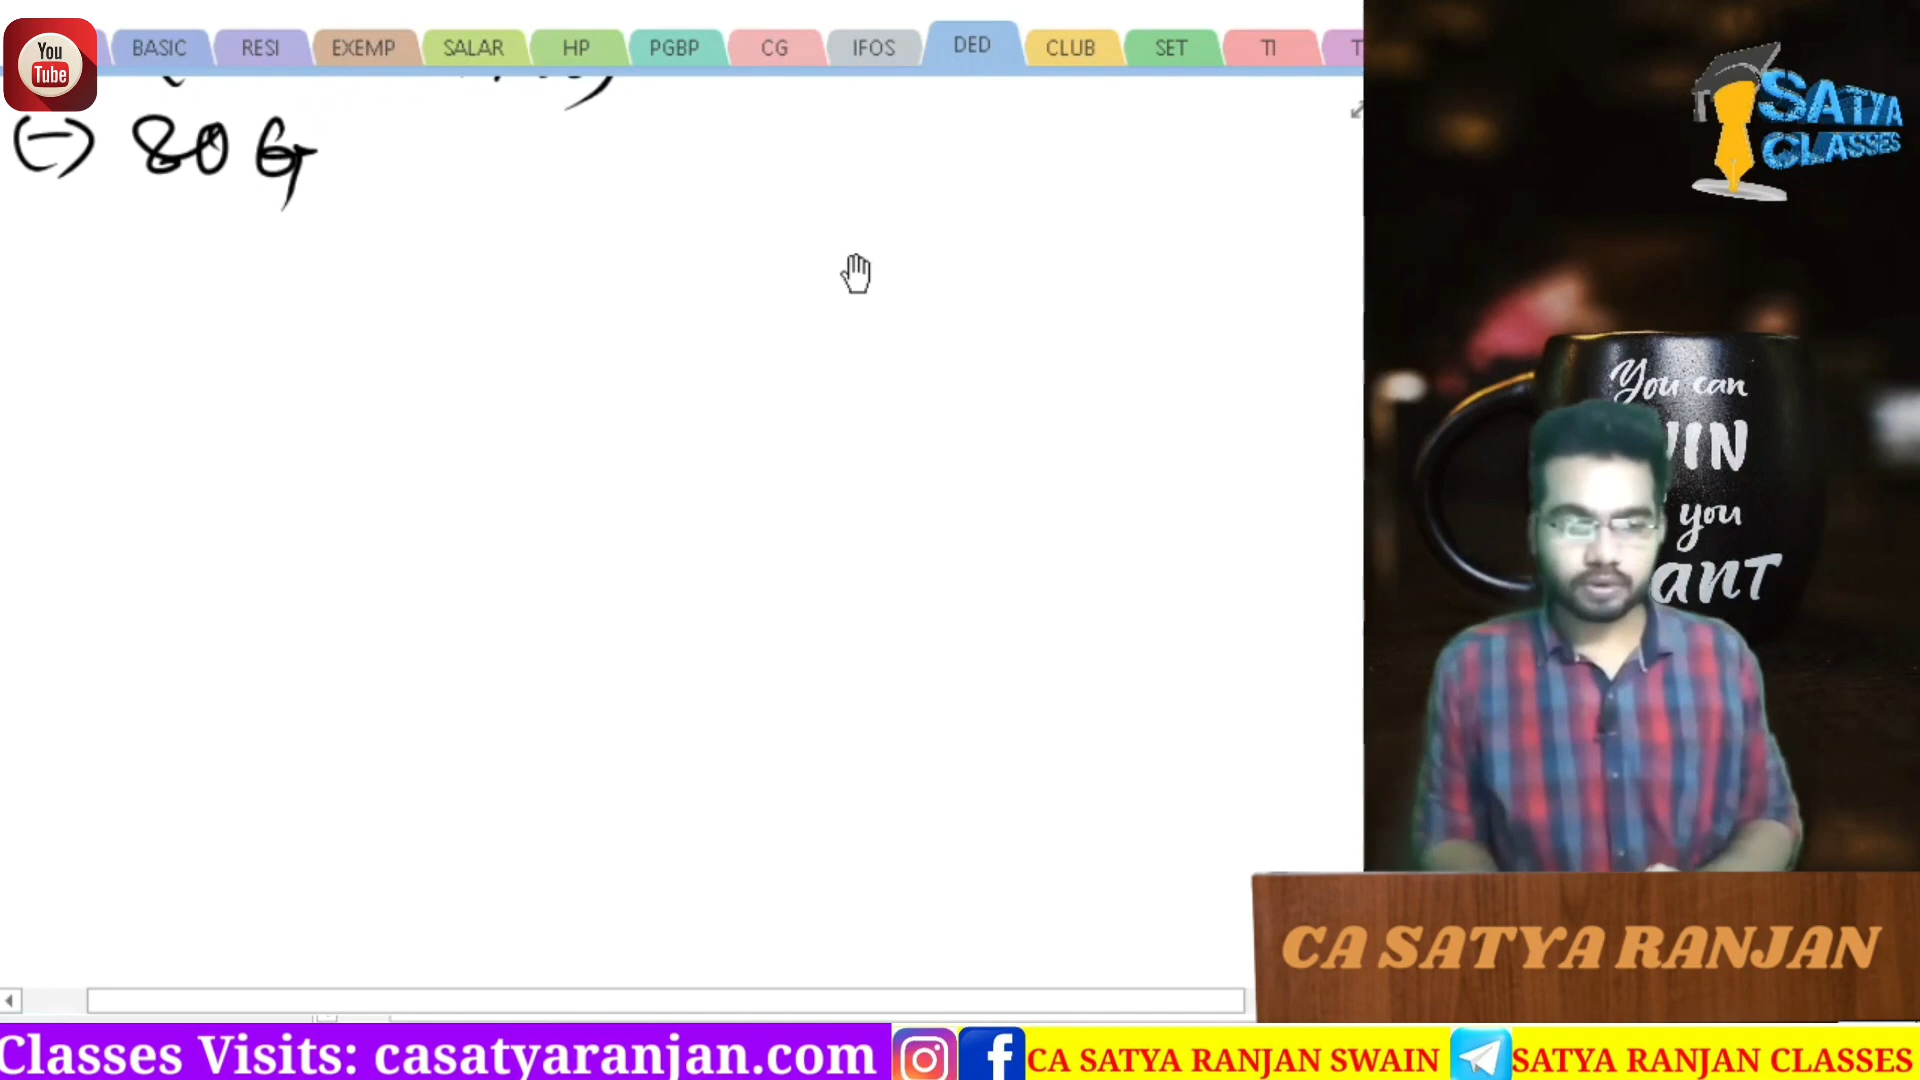 You
Tube
BASIC RESI EXEMP SALAR HP PGBP CG IFOS DED CLUB SET TI T
(-) 80 G
SATYA
CLASSES
You can
WIN
you
ANT
CA SATYA RANJAN
Classes Visits: casatyaranjan.com CA SATYA RANJAN SWAIN SATYA RANJAN CLASSES